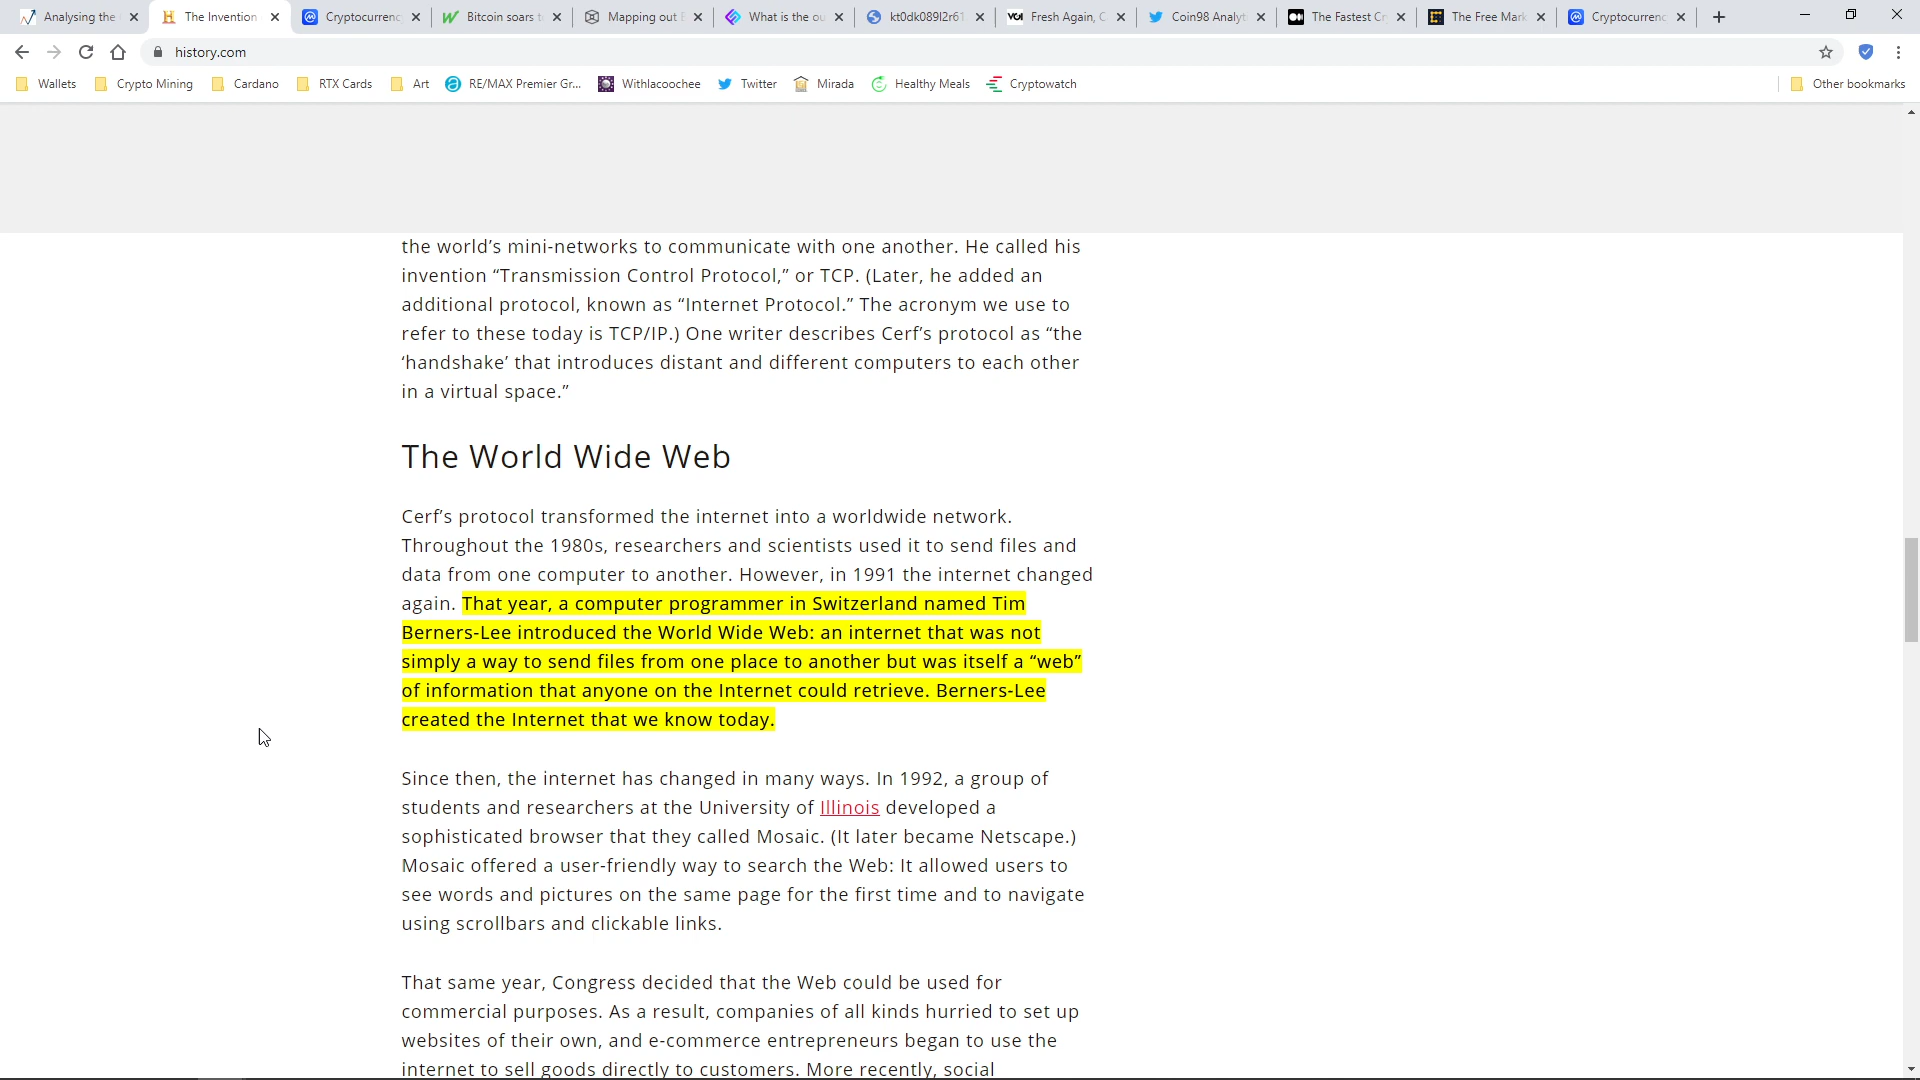 Analysing the
The Invention
Cryptocurrenc
Bitcoin soars t
Mapping out E
What is the ou
kt0dk089l2r61
Fresh Again, C
Coin98 Analyt
The Fastest Cr
The Free Mark
Cryptocurrenc
history.com
Wallets
Crypto Mining
Cardano
RTX Cards
Art
RE/MAX Premier Gr...
Withlacoochee
Twitter
Mirada
Healthy Meals
Cryptowatch
Other bookmarks
the world’s mini-networks to communicate with one another. He called his
invention “Transmission Control Protocol,” or TCP. (Later, he added an
additional protocol, known as “Internet Protocol.” The acronym we use to
refer to these today is TCP/IP.) One writer describes Cerf’s protocol as “the
‘handshake’ that introduces distant and different computers to each other
in a virtual space.”
The World Wide Web
Cerf’s protocol transformed the internet into a worldwide network.
Throughout the 1980s, researchers and scientists used it to send files and
data from one computer to another. However, in 1991 the internet changed
again. That year, a computer programmer in Switzerland named Tim
Berners-Lee introduced the World Wide Web: an internet that was not
simply a way to send files from one place to another but was itself a “web”
of information that anyone on the Internet could retrieve. Berners-Lee
created the Internet that we know today.
Since then, the internet has changed in many ways. In 1992, a group of
students and researchers at the University of Illinois developed a
sophisticated browser that they called Mosaic. (It later became Netscape.)
Mosaic offered a user-friendly way to search the Web: It allowed users to
see words and pictures on the same page for the first time and to navigate
using scrollbars and clickable links.
That same year, Congress decided that the Web could be used for
commercial purposes. As a result, companies of all kinds hurried to set up
websites of their own, and e-commerce entrepreneurs began to use the
internet to sell goods directly to customers. More recently, social